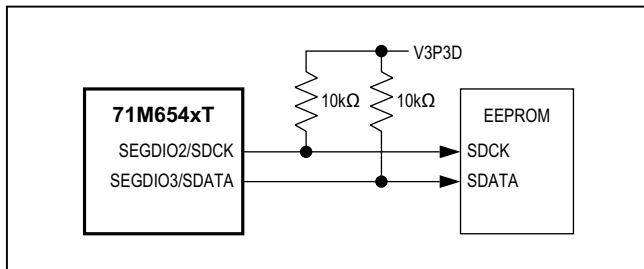 V3P3D
10kΩ 10kΩ
71M654xT
EEPROM
SEGDIO2/SDCK
SDCK
SEGDIO3/SDATA
SDATA